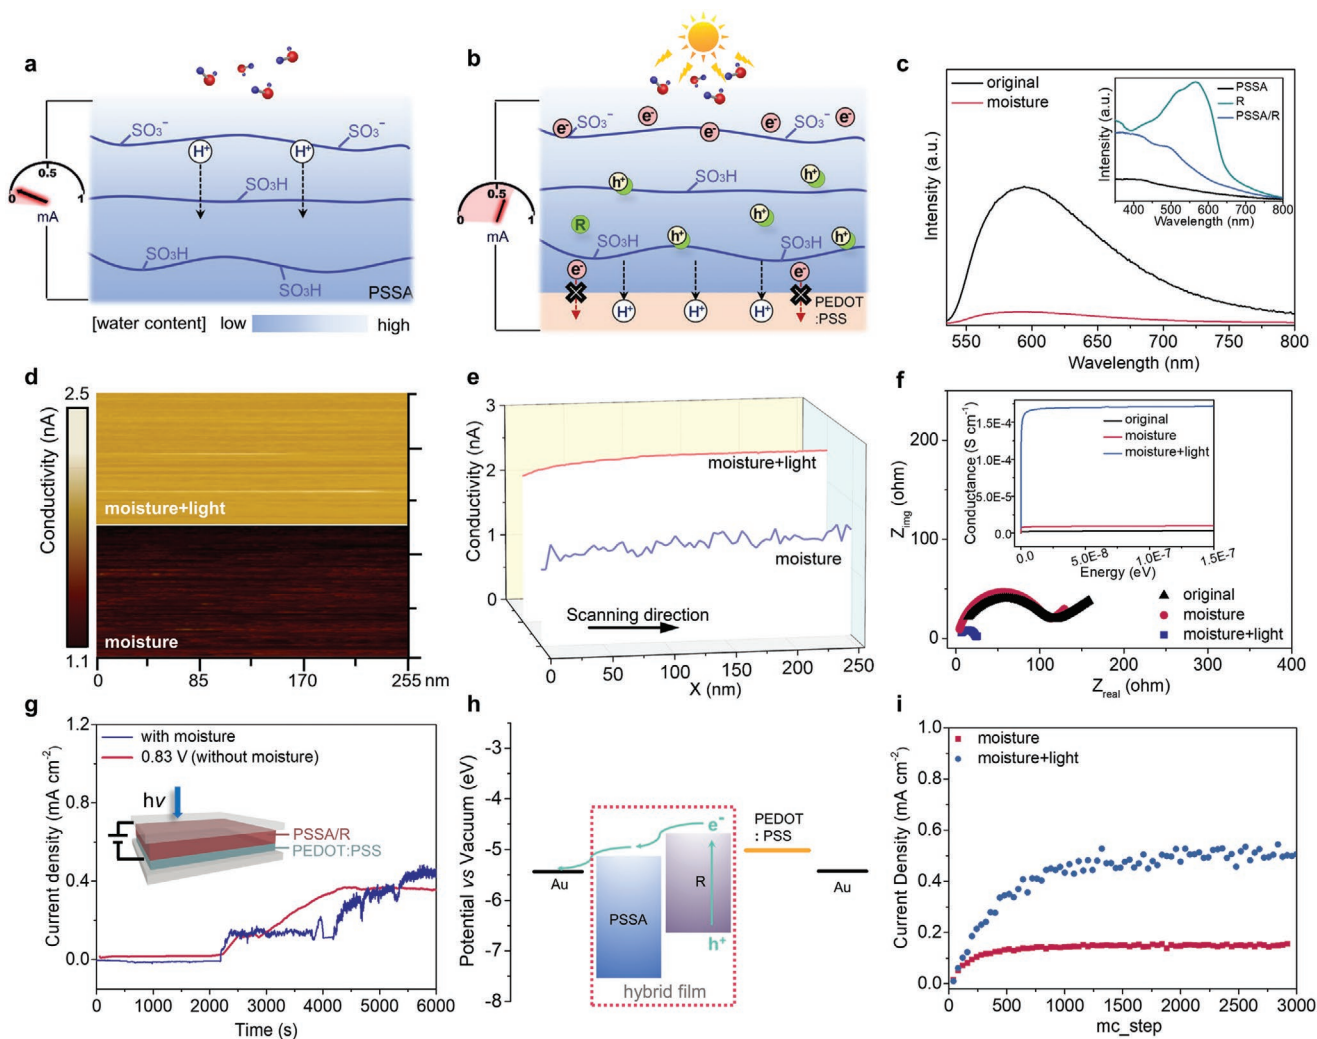 a
SO₃⁻
SO₃⁻
H⁺
H⁺
0
0.5
1
mA
SO₃H
SO₃H
SO₃H
PSSA
[water content] low high
b
e⁻
e⁻
e⁻
e⁻
e⁻
SO₃⁻
SO₃⁻
h⁺
h⁺
SO₃H
0
0.5
1
mA
R
h⁺
h⁺
h⁺
SO₃H
SO₃H
e⁻
e⁻
H⁺
H⁺
H⁺
PEDOT
:PSS
c
original
moisture
PSSA
R
PSSA/R
Intensity (a.u.)
400 500 600 700 800
Wavelength (nm)
Intensity (a.u.)
550 600 650 700 750 800
Wavelength (nm)
d
2.5
Conductivity (nA)
1.1
moisture+light
moisture
0 85 170 255 nm
e
3
2
1
0
Conductivity (nA)
moisture+light
moisture
Scanning direction
0 50 100 150 200 250
X (nm)
f
200
100
0
Z img (ohm)
Conductance (S cm⁻¹)
1.5E-4
1.0E-4
5.0E-5
0.0
original
moisture
moisture+light
0.0 5.0E-8 1.0E-7 1.5E-7
Energy (eV)
original
moisture
moisture+light
0 100 200 300 400
Z real (ohm)
g
1.2
0.8
0.4
0.0
Current density (mA cm⁻²)
with moisture
0.83 V (without moisture)
hν
PSSA/R
PEDOT:PSS
0 1000 2000 3000 4000 5000 6000
Time (s)
h
-3
-4
-5
-6
-7
-8
Potential vs Vacuum (eV)
e⁻
PEDOT
: PSS
Au
PSSA
R
h⁺
Au
hybrid film
i
1.0
0.8
0.6
0.4
0.2
0.0
Current Density (mA cm⁻²)
moisture
moisture+light
0 500 1000 1500 2000 2500 3000
mc_step